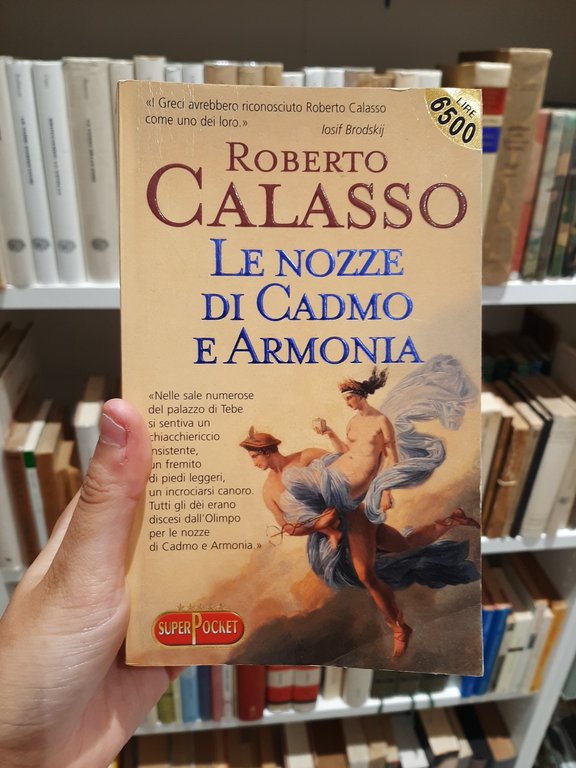 «I Greci avrebbero riconosciuto Roberto Calasso
come uno dei loro.»
Iosif Brodskij
LIRE
6500
ROBERTO
CALASSO
LE NOZZE
DI CADMO
E ARMONIA
«Nelle sale numerose
del palazzo di Tebe
si sentiva un
chiacchiericcio
insistente,
un fremito
di piedi leggeri,
un incrociarsi canoro.
Tutti gli dèi erano
discesi dall'Olimpo
per le nozze
di Cadmo e Armonia.»
SUPERPOCKET